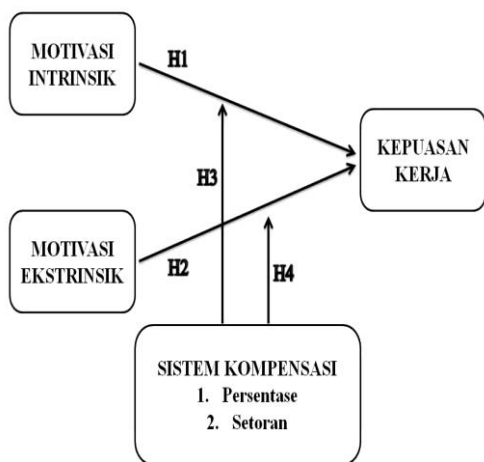 MOTIVASI
INTRINSIK
H1
KEPUASAN
KERJA
H3
MOTIVASI
EKSTRINSIK
H2
H4
SISTEM KOMPENSASI
1. Persentase
2. Setoran